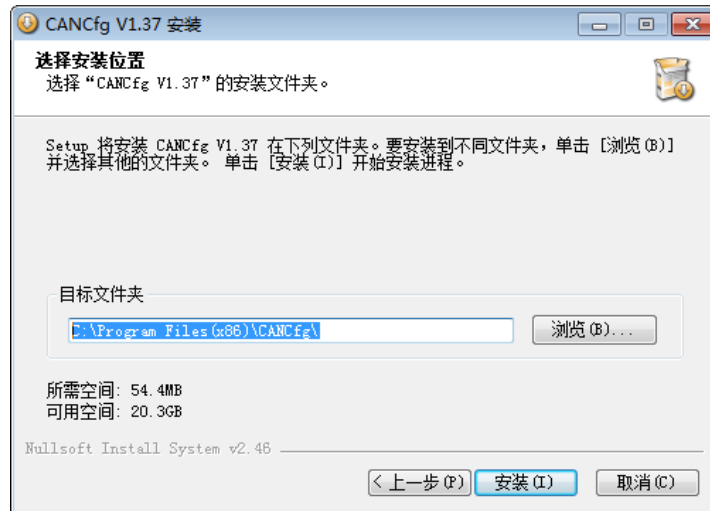 CANCfg V1.37 安装
选择安装位置
选择“CANCfg V1.37”的安装文件夹。
Setup 将安装 CANCfg V1.37 在下列文件夹。要安装到不同文件夹，单击 [浏览(B)]
并选择其他的文件夹。 单击 [安装(I)] 开始安装进程。
目标文件夹
C:\Program Files(x86)\CANCfg\
浏览(B)...
所需空间: 54.4MB
可用空间: 20.3GB
Nullsoft Install System v2.46
< 上一步(P)
安装(I)
取消(C)